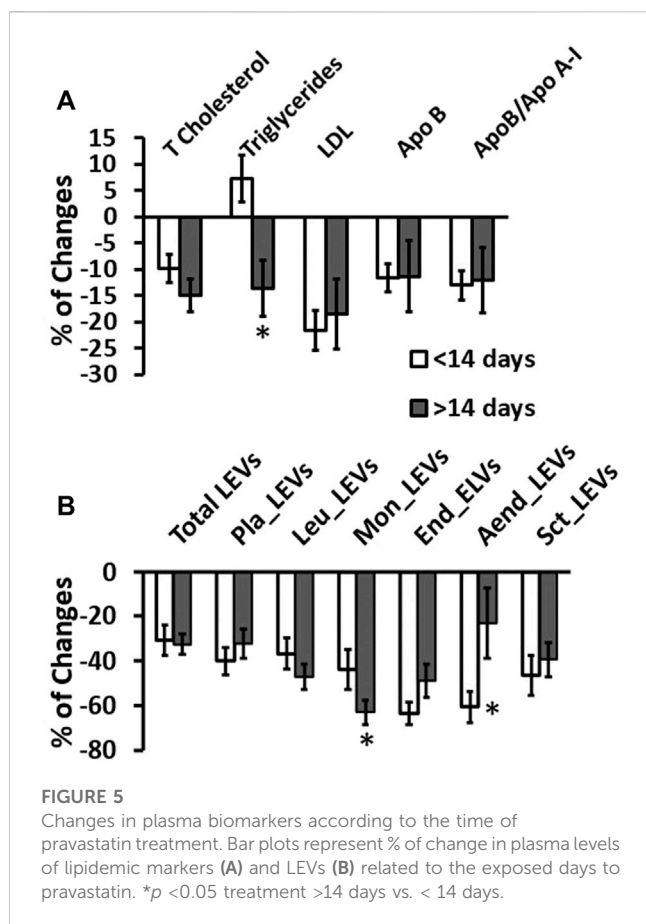 A
T Cholesterol
Triglycerides
LDL
Apo B
ApoB/Apo A-I
% of Changes
15
10
5
0
-5
-10
-15
-20
-25
-30
*
<14 days
>14 days
B
Total LEVs
Pla_LEVs
Leu_LEVs
Mon_LEVs
End_ELVs
Aend_LEVs
Sct_LEVs
% of Changes
0
-20
-40
-60
-80
*
*
FIGURE 5
Changes in plasma biomarkers according to the time of
pravastatin treatment. Bar plots represent % of change in plasma levels
of lipidemic markers (A) and LEVs (B) related to the exposed days to
pravastatin. *p <0.05 treatment >14 days vs. < 14 days.